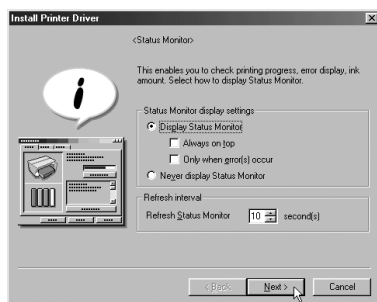 Install Printer Driver
<Status Monitor>
This enables you to check printing progress, error display, ink
amount. Select how to display Status Monitor.
Status Monitor display settings
Display Status Monitor
Always on top
Only when error(s) occur
Never display Status Monitor
Refresh interval
Refresh Status Monitor 10 second(s)
< Back Next > Cancel